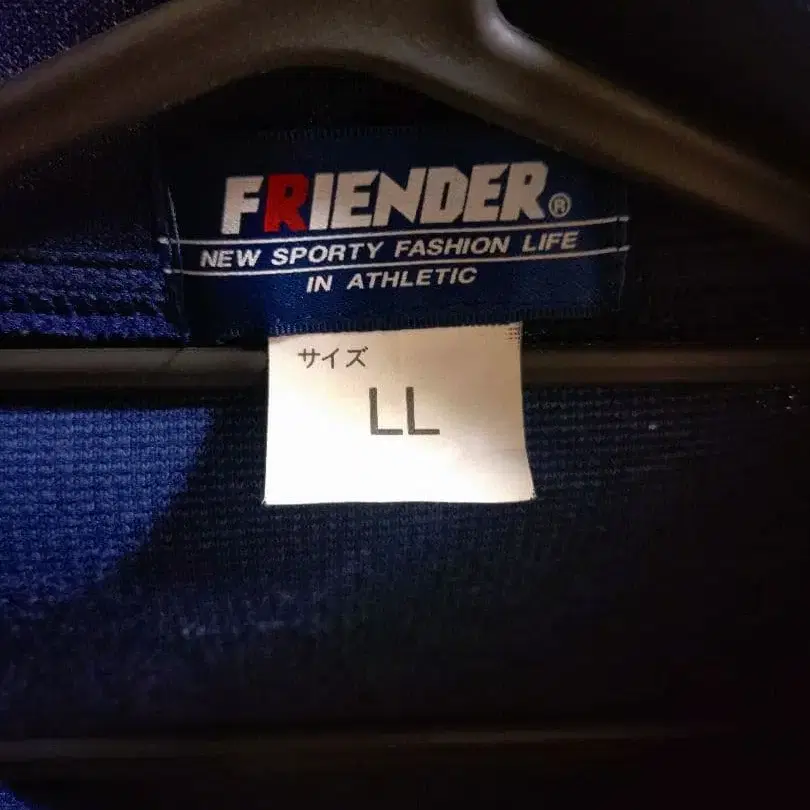 FRIENDER®
NEW SPORTY FASHION LIFE
IN ATHLETIC
サイズ
LL